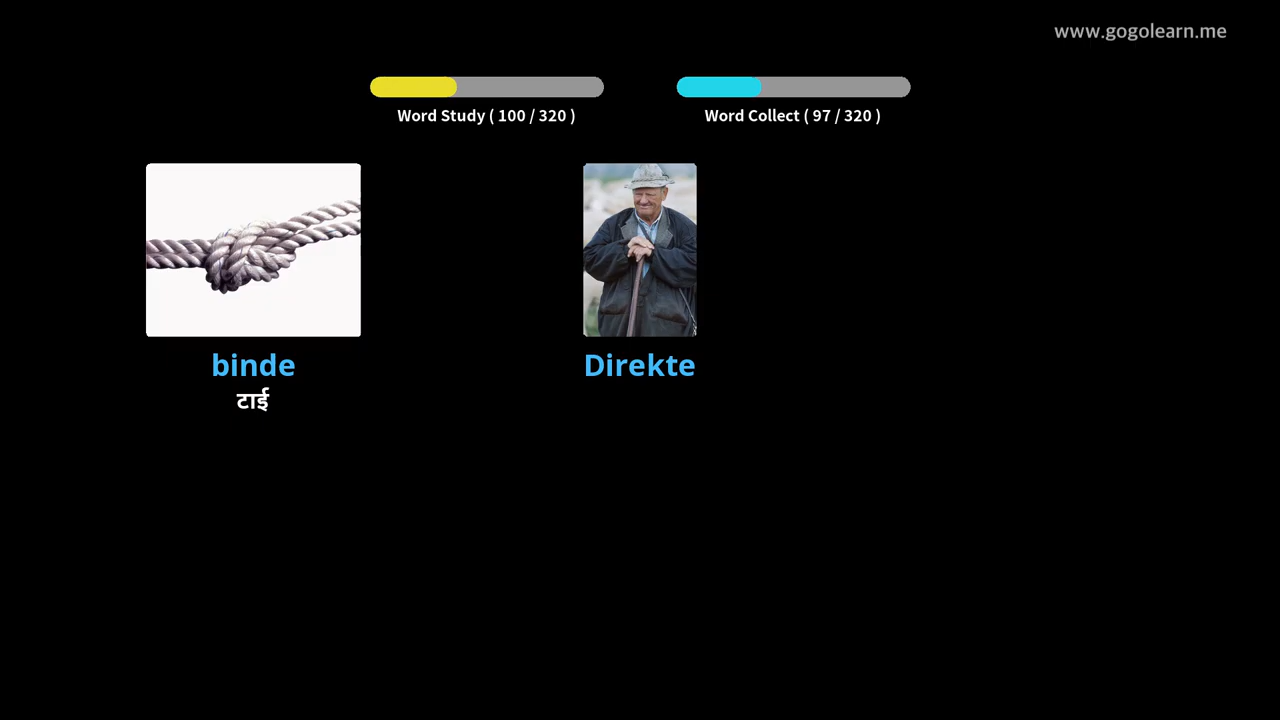 www.gogolearn.me
Word Study ( 100 / 320 )
Word Collect ( 97 / 320 )
binde
टाई
Direkte